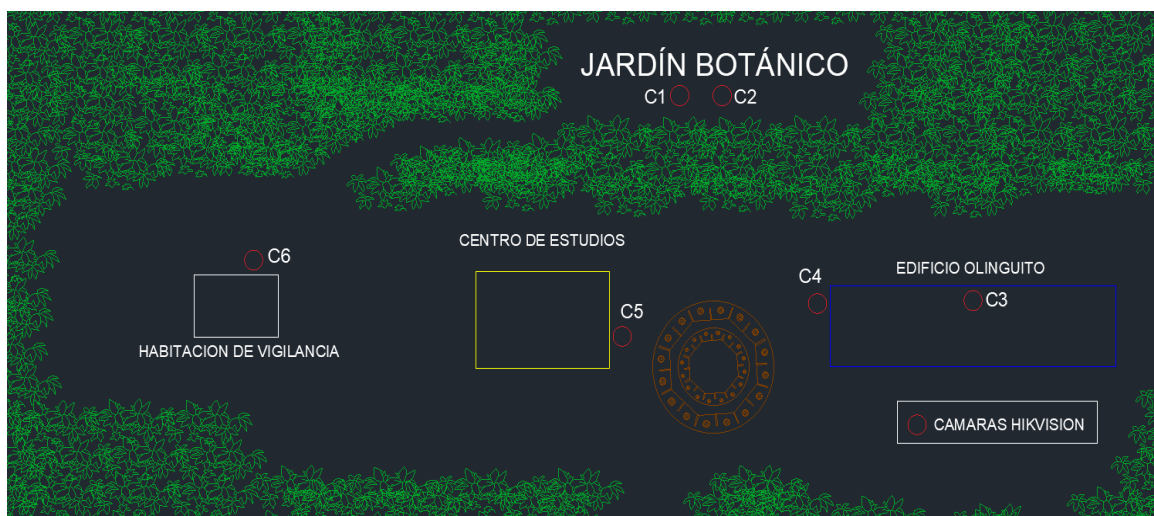 JARDÍN BOTÁNICO
C1 C2
CENTRO DE ESTUDIOS
C6
EDIFICIO OLINGUITO
C4
C3
C5
HABITACION DE VIGILANCIA
CAMARAS HIKVISION